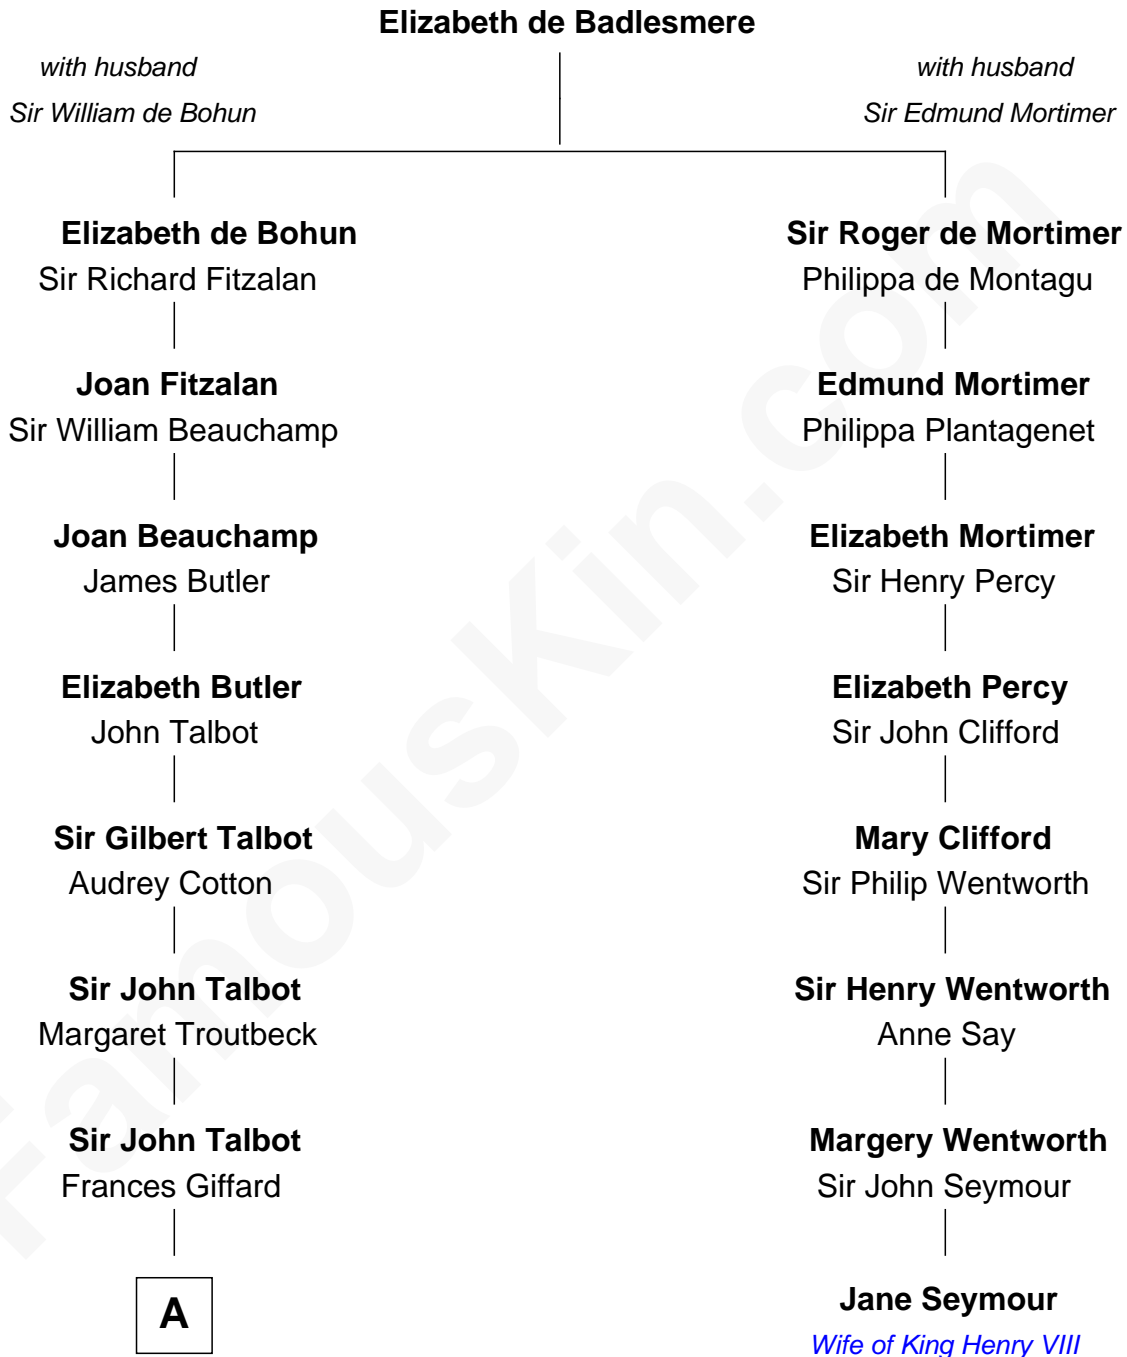 Elizabeth de Badlesmere
with husband
Sir William de Bohun
with husband
Sir Edmund Mortimer
Elizabeth de Bohun
Sir Richard Fitzalan
Sir Roger de Mortimer
Philippa de Montagu
Joan Fitzalan
Sir William Beauchamp
Edmund Mortimer
Philippa Plantagenet
Joan Beauchamp
James Butler
Elizabeth Mortimer
Sir Henry Percy
Elizabeth Butler
John Talbot
Elizabeth Percy
Sir John Clifford
Sir Gilbert Talbot
Audrey Cotton
Mary Clifford
Sir Philip Wentworth
Sir John Talbot
Margaret Troutbeck
Sir Henry Wentworth
Anne Say
Sir John Talbot
Frances Giffard
Margery Wentworth
Sir John Seymour
A
Jane Seymour
Wife of King Henry VIII
FamousKin.com